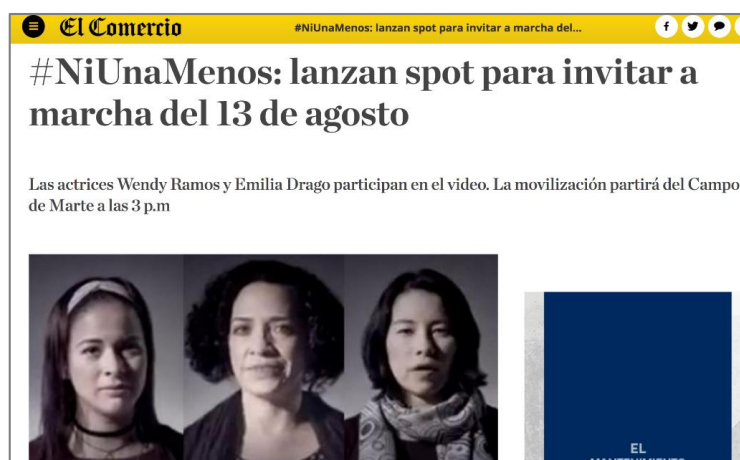 El Comercio
#NiUnaMenos: lanzan spot para invitar a marcha del...
#NiUnaMenos: lanzan spot para invitar a
marcha del 13 de agosto
Las actrices Wendy Ramos y Emilia Drago participan en el video. La movilización partirá del Campo
de Marte a las 3 p.m
EL
MANTENIMIENTO